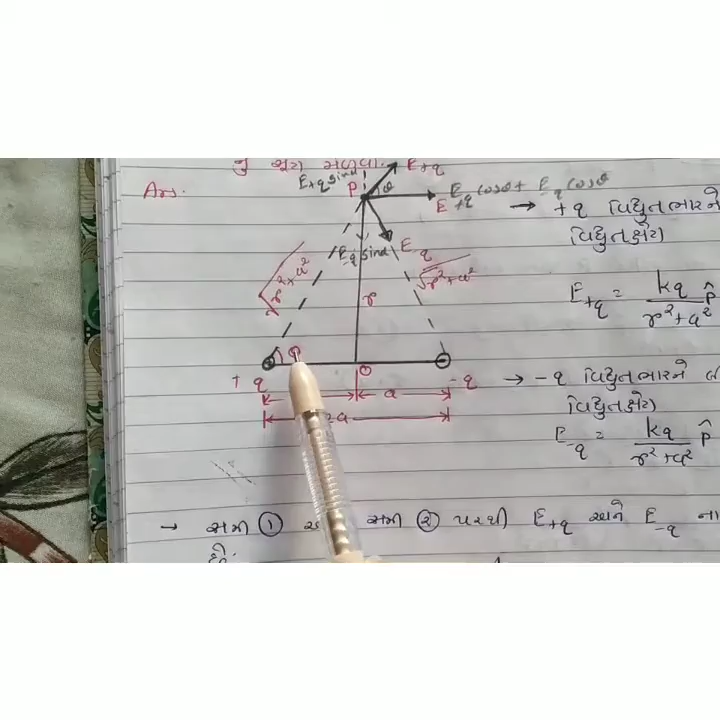 નું સૂત્ર મેળવો.
Ans.
E+q
E+q sinθ
P
θ
E+q cosθ + E-q cosθ
→ +q વિદ્યુતભારને
વિદ્યુતક્ષેત્ર
E-q sinθ
E-q
√r²+a²
√r²+a²
r
E+q = kq / r²+a² p̂
θ
O
+q
-q
a
2a
→ -q વિદ્યુતભારને
વિદ્યુતક્ષેત્ર
E-q = kq / r²+a² p̂
→ સમી ① સમી ② પરથી E+q અને E-q ના